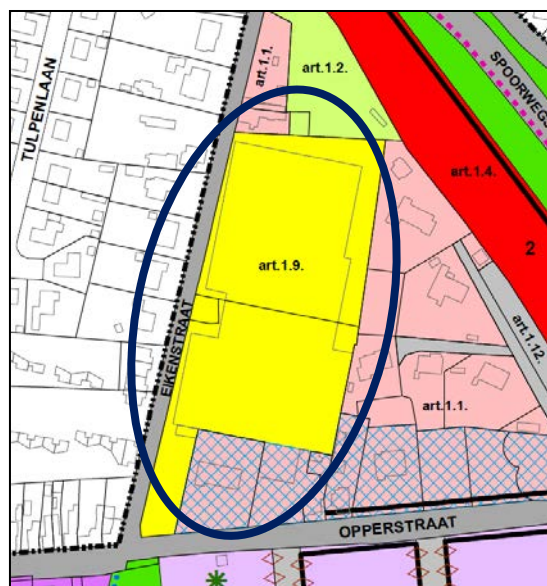 TULPENLAAN
art.1.1.
art.1.2.
SPOORWEGS
art.1.4.
2
art.1.9.
EIKENSTRAAT
art.1.12.
art.1.1.
OPPERSTRAAT